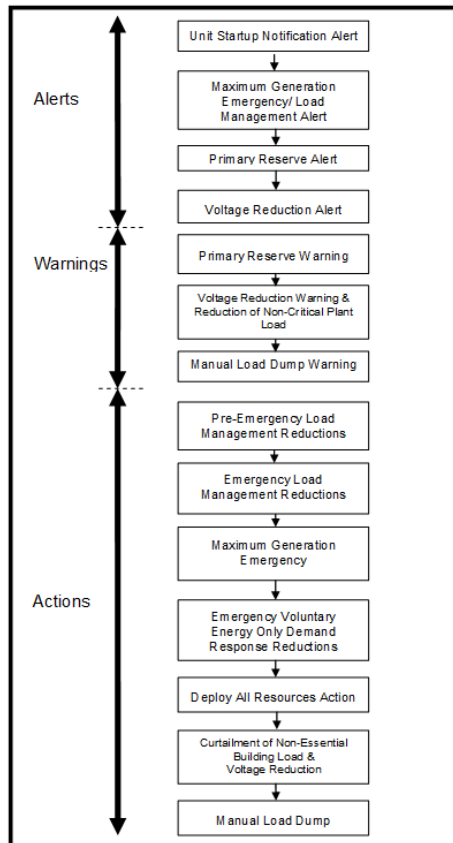 Unit Startup Notification Alert
Alerts
Maximum Generation
Emergency/ Load
Management Alert
Primary Reserve Alert
Voltage Reduction Alert
Warnings
Primary Reserve Warning
Voltage Reduction Warning &
Reduction of Non-Critical Plant
Load
Manual Load Dump Warning
Pre-Emergency Load
Management Reductions
Emergency Load
Management Reductions
Maximum Generation
Emergency
Actions
Emergency Voluntary
Energy Only Demand
Response Reductions
Deploy All Resources Action
Curtailment of Non-Essential
Building Load &
Voltage Reduction
Manual Load Dump